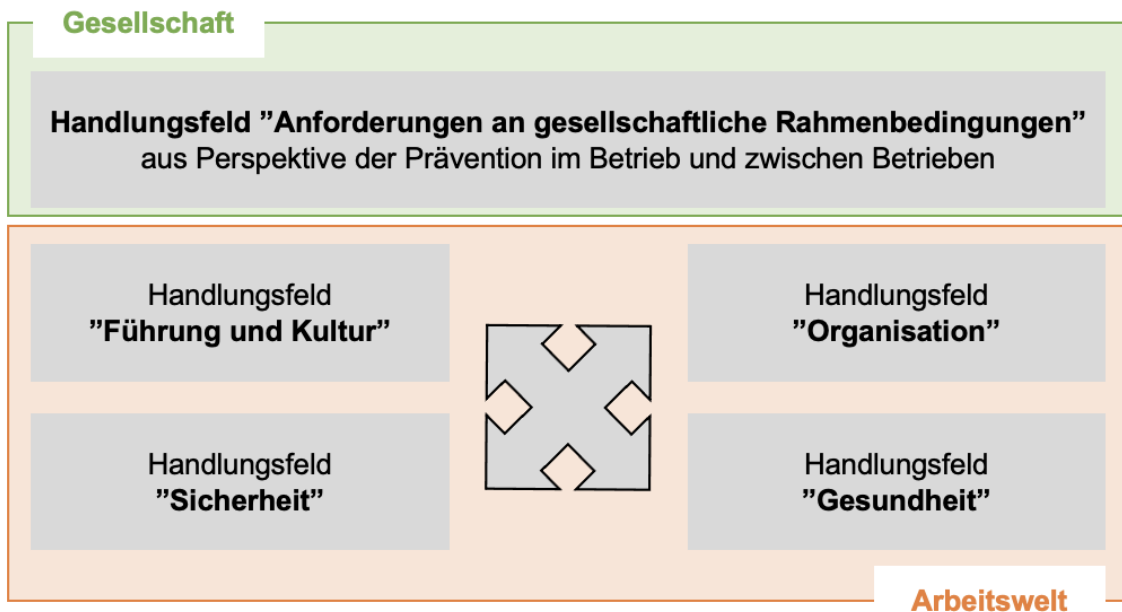 Gesellschaft
Handlungsfeld ”Anforderungen an gesellschaftliche Rahmenbedingungen”
aus Perspektive der Prävention im Betrieb und zwischen Betrieben
Handlungsfeld
”Führung und Kultur”
Handlungsfeld
”Organisation”
Handlungsfeld
”Sicherheit”
Handlungsfeld
”Gesundheit”
Arbeitswelt